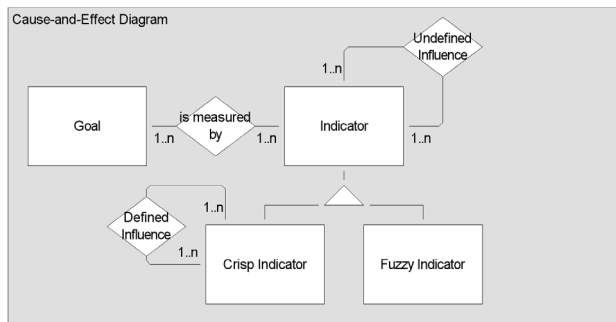 Cause-and-Effect Diagram
Undefined
Influence
1..n
1..n
Goal
1..n
is measured
by
1..n
Indicator
Defined
Influence
1..n
1..n
Crisp Indicator
Fuzzy Indicator